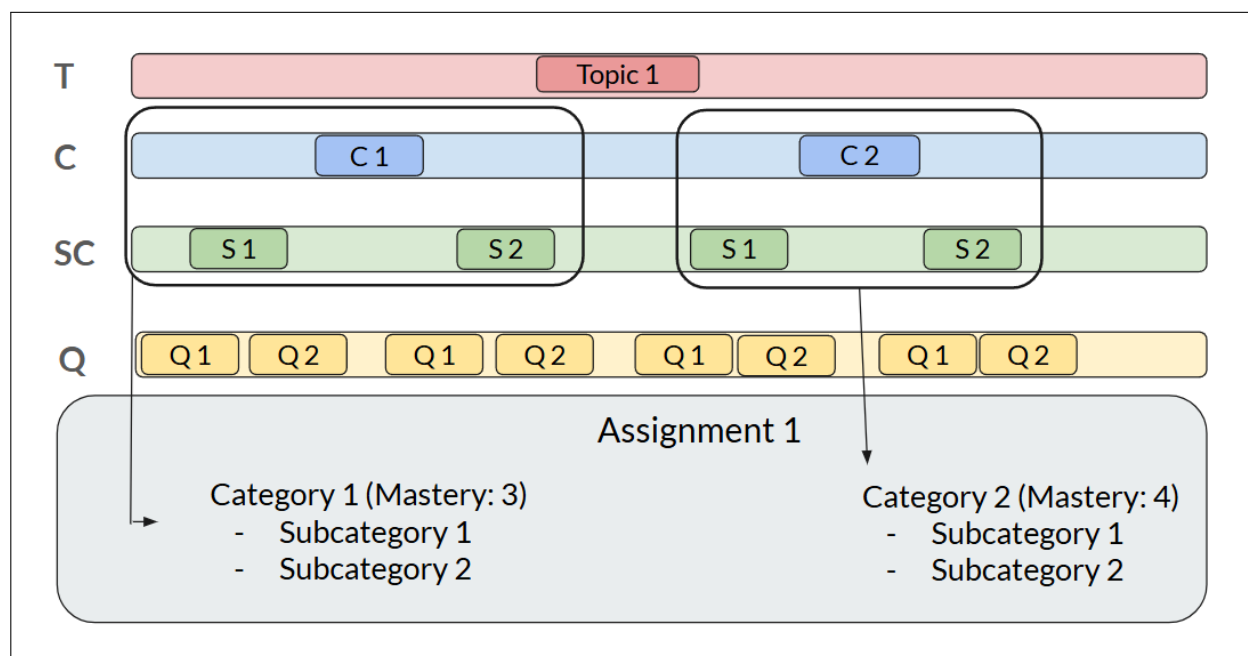 T Topic 1
C C 1 C 2
SC S 1 S 2 S 1 S 2
Q Q 1 Q 2 Q 1 Q 2 Q 1 Q 2 Q 1 Q 2
Assignment 1
Category 1 (Mastery: 3)
- Subcategory 1
- Subcategory 2
Category 2 (Mastery: 4)
- Subcategory 1
- Subcategory 2